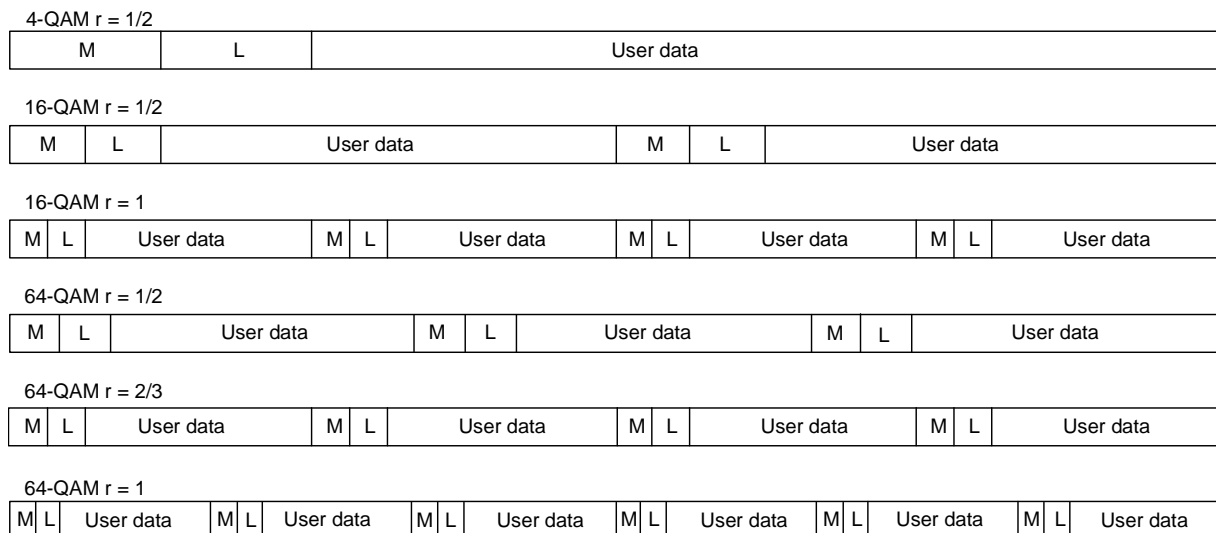 4-QAM r = 1/2
M L User data
16-QAM r = 1/2
M L User data M L User data
16-QAM r = 1
M L User data M L User data M L User data M L User data
64-QAM r = 1/2
M L User data M L User data M L User data
64-QAM r = 2/3
M L User data M L User data M L User data M L User data
64-QAM r = 1
M L User data M L User data M L User data M L User data M L User data M L User data